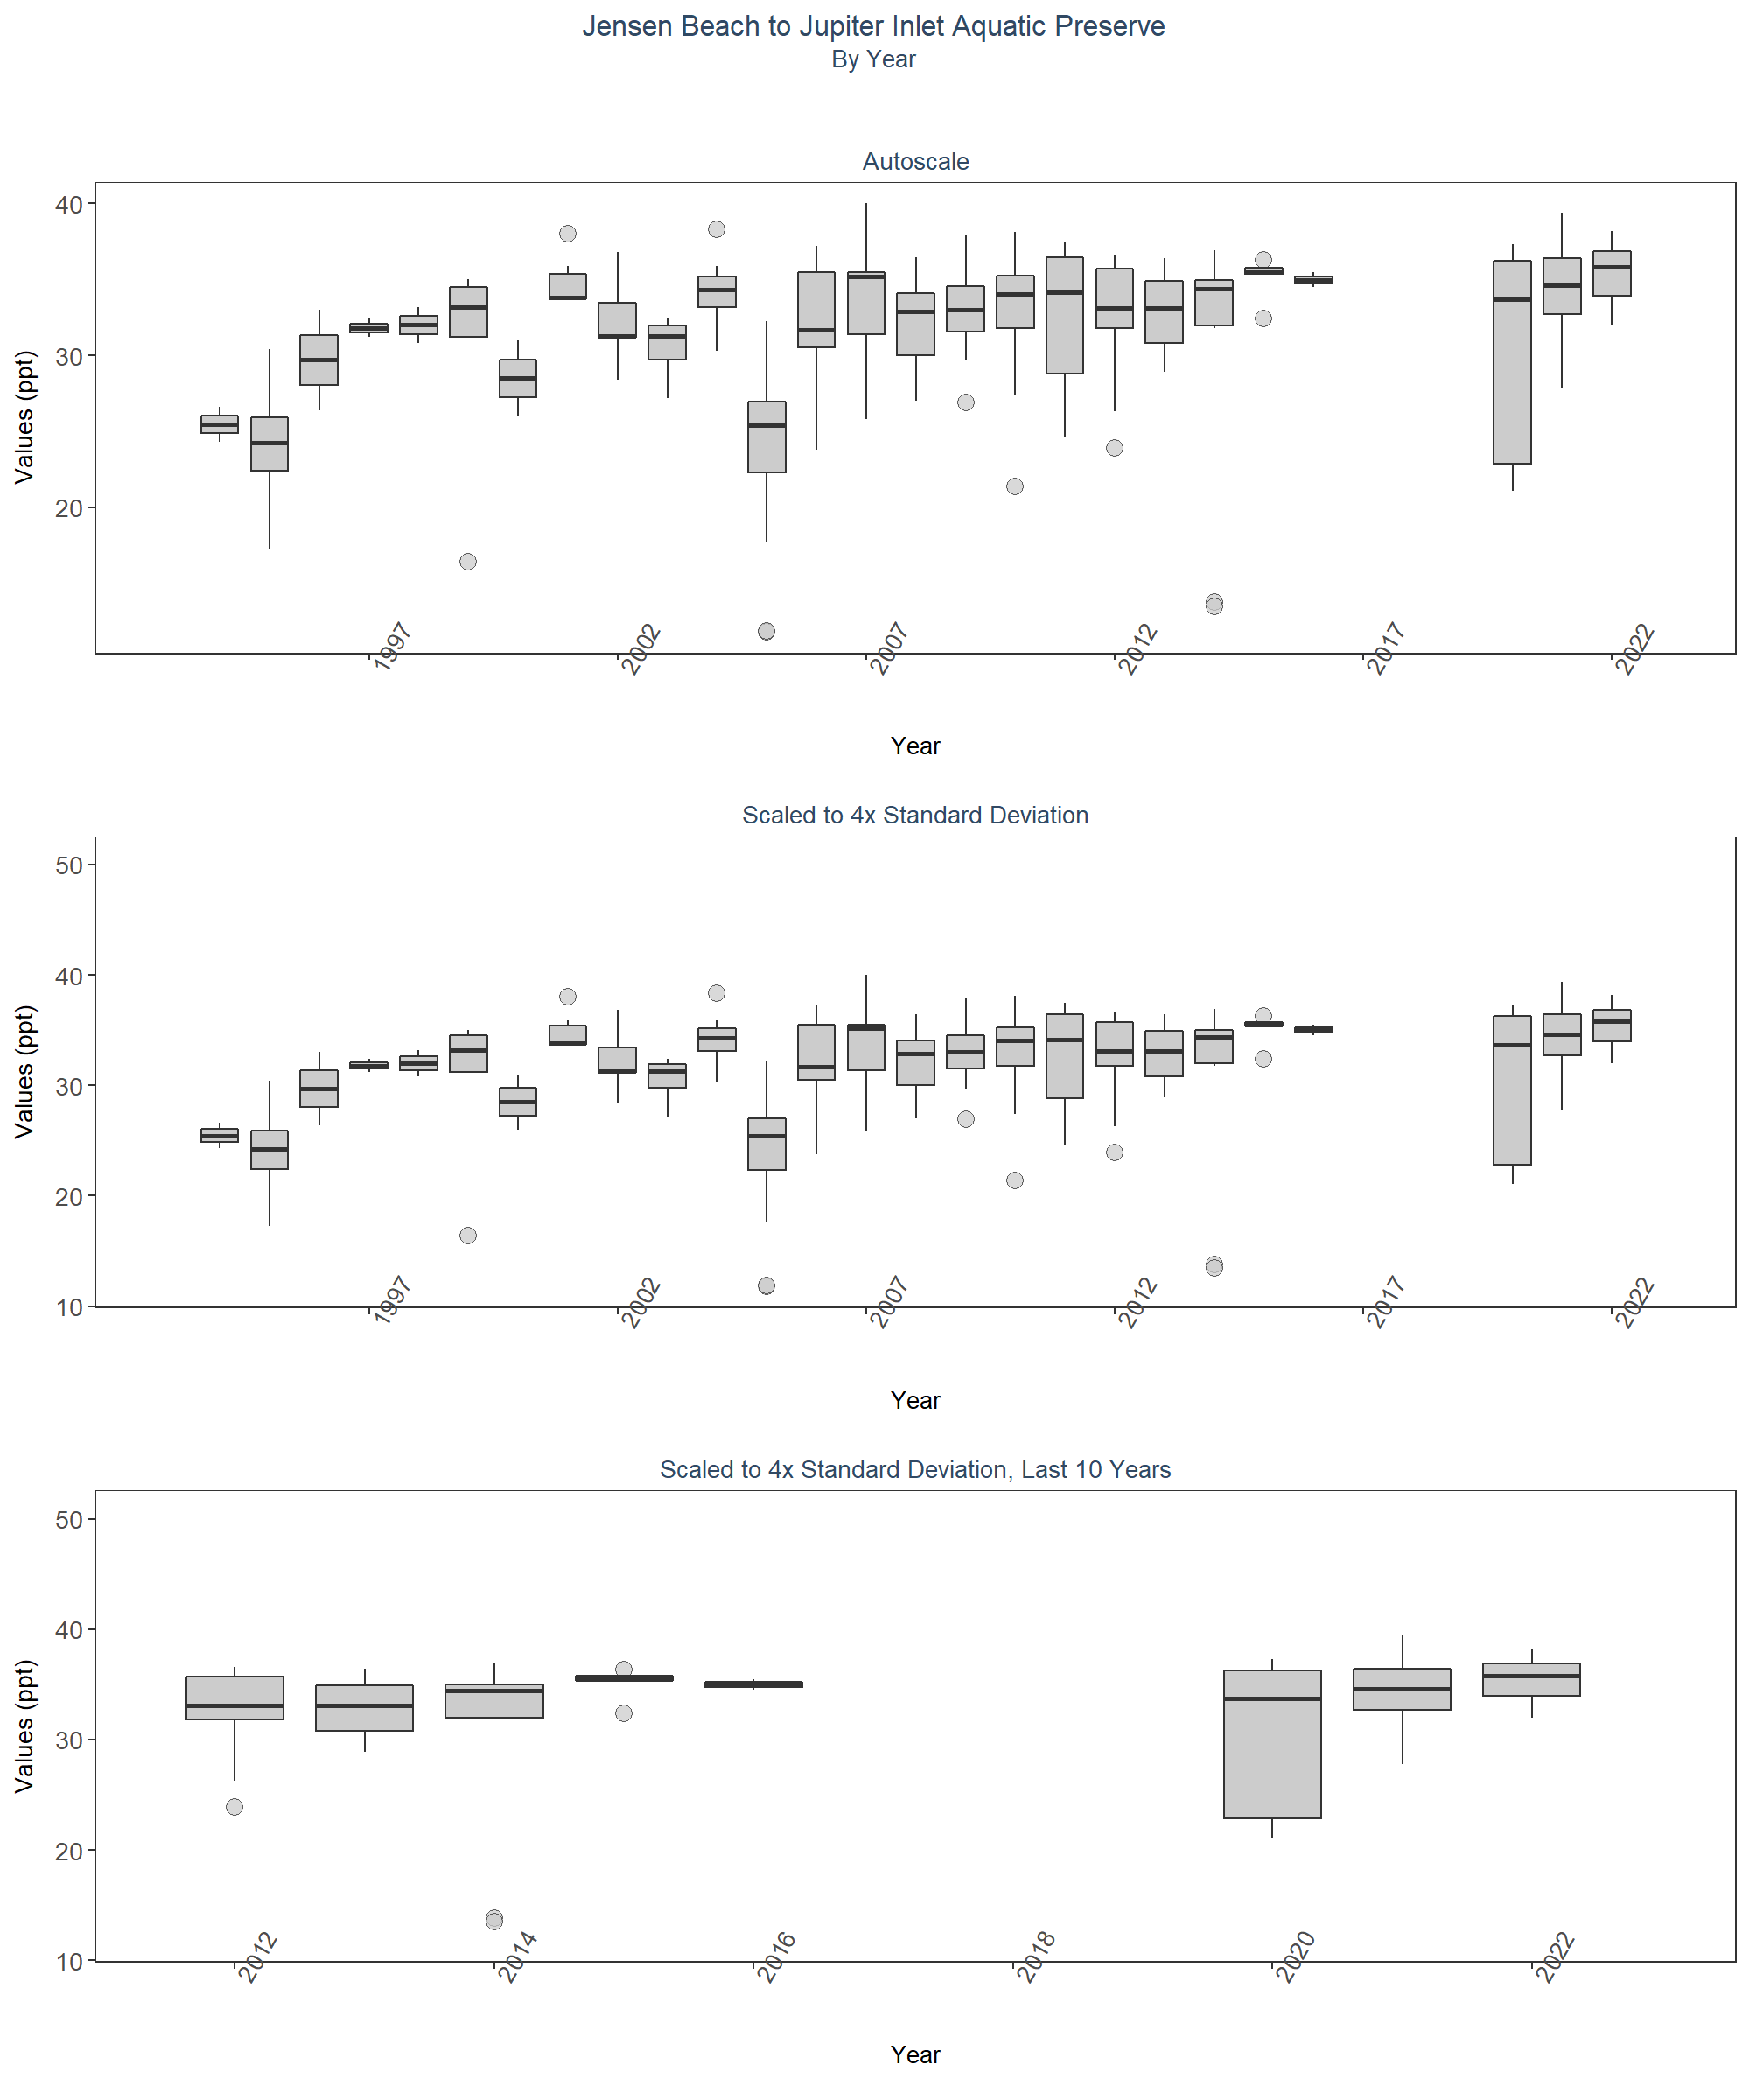 Jensen Beach to Jupiter Inlet Aquatic Preserve
By Year
Autoscale
40
30
20
Values (ppt)
1997 2002 2007 2012 2017 2022
Year
Scaled to 4x Standard Deviation
50
40
30
20
10
Values (ppt)
1997 2002 2007 2012 2017 2022
Year
Scaled to 4x Standard Deviation, Last 10 Years
50
40
30
20
10
Values (ppt)
2012 2014 2016 2018 2020 2022
Year